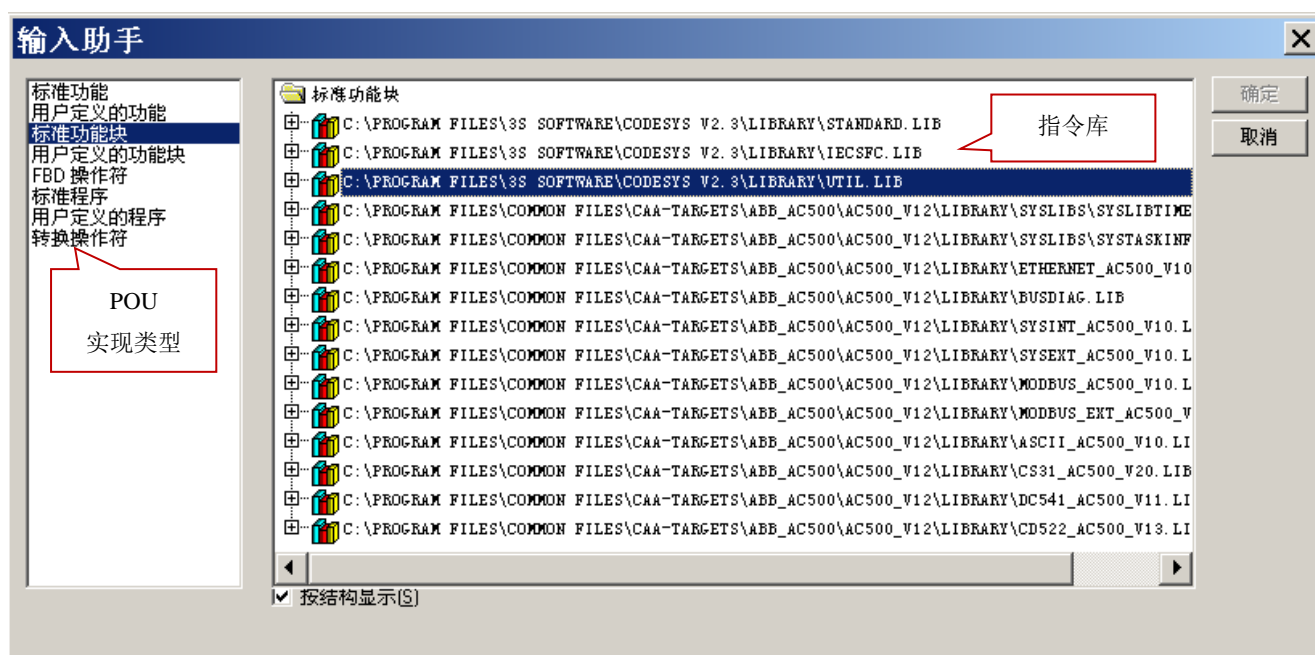 输入助手
标准功能
用户定义的功能
标准功能块
用户定义的功能块
FBD 操作符
标准程序
用户定义的程序
转换操作符
POU
实现类型
标准功能块
C:\PROGRAM FILES\3S SOFTWARE\CODESYS V2.3\LIBRARY\STANDARD.LIB
C:\PROGRAM FILES\3S SOFTWARE\CODESYS V2.3\LIBRARY\IECSFC.LIB
C:\PROGRAM FILES\3S SOFTWARE\CODESYS V2.3\LIBRARY\UTIL.LIB
C:\PROGRAM FILES\COMMON FILES\CAA-TARGETS\ABB_AC500\AC500_V12\LIBRARY\SYSLIBS\SYSLIBTIME
C:\PROGRAM FILES\COMMON FILES\CAA-TARGETS\ABB_AC500\AC500_V12\LIBRARY\SYSLIBS\SYSTASKINF
C:\PROGRAM FILES\COMMON FILES\CAA-TARGETS\ABB_AC500\AC500_V12\LIBRARY\ETHERNET_AC500_V10
C:\PROGRAM FILES\COMMON FILES\CAA-TARGETS\ABB_AC500\AC500_V12\LIBRARY\BUSDIAG.LIB
C:\PROGRAM FILES\COMMON FILES\CAA-TARGETS\ABB_AC500\AC500_V12\LIBRARY\SYSINT_AC500_V10.L
C:\PROGRAM FILES\COMMON FILES\CAA-TARGETS\ABB_AC500\AC500_V12\LIBRARY\SYSEXT_AC500_V10.L
C:\PROGRAM FILES\COMMON FILES\CAA-TARGETS\ABB_AC500\AC500_V12\LIBRARY\MODBUS_AC500_V10.L
C:\PROGRAM FILES\COMMON FILES\CAA-TARGETS\ABB_AC500\AC500_V12\LIBRARY\MODBUS_EXT_AC500_V
C:\PROGRAM FILES\COMMON FILES\CAA-TARGETS\ABB_AC500\AC500_V12\LIBRARY\ASCII_AC500_V10.LI
C:\PROGRAM FILES\COMMON FILES\CAA-TARGETS\ABB_AC500\AC500_V12\LIBRARY\CS31_AC500_V20.LIB
C:\PROGRAM FILES\COMMON FILES\CAA-TARGETS\ABB_AC500\AC500_V12\LIBRARY\DC541_AC500_V11.LI
C:\PROGRAM FILES\COMMON FILES\CAA-TARGETS\ABB_AC500\AC500_V12\LIBRARY\CD522_AC500_V13.LI
指令库
按结构显示(S)
确定
取消